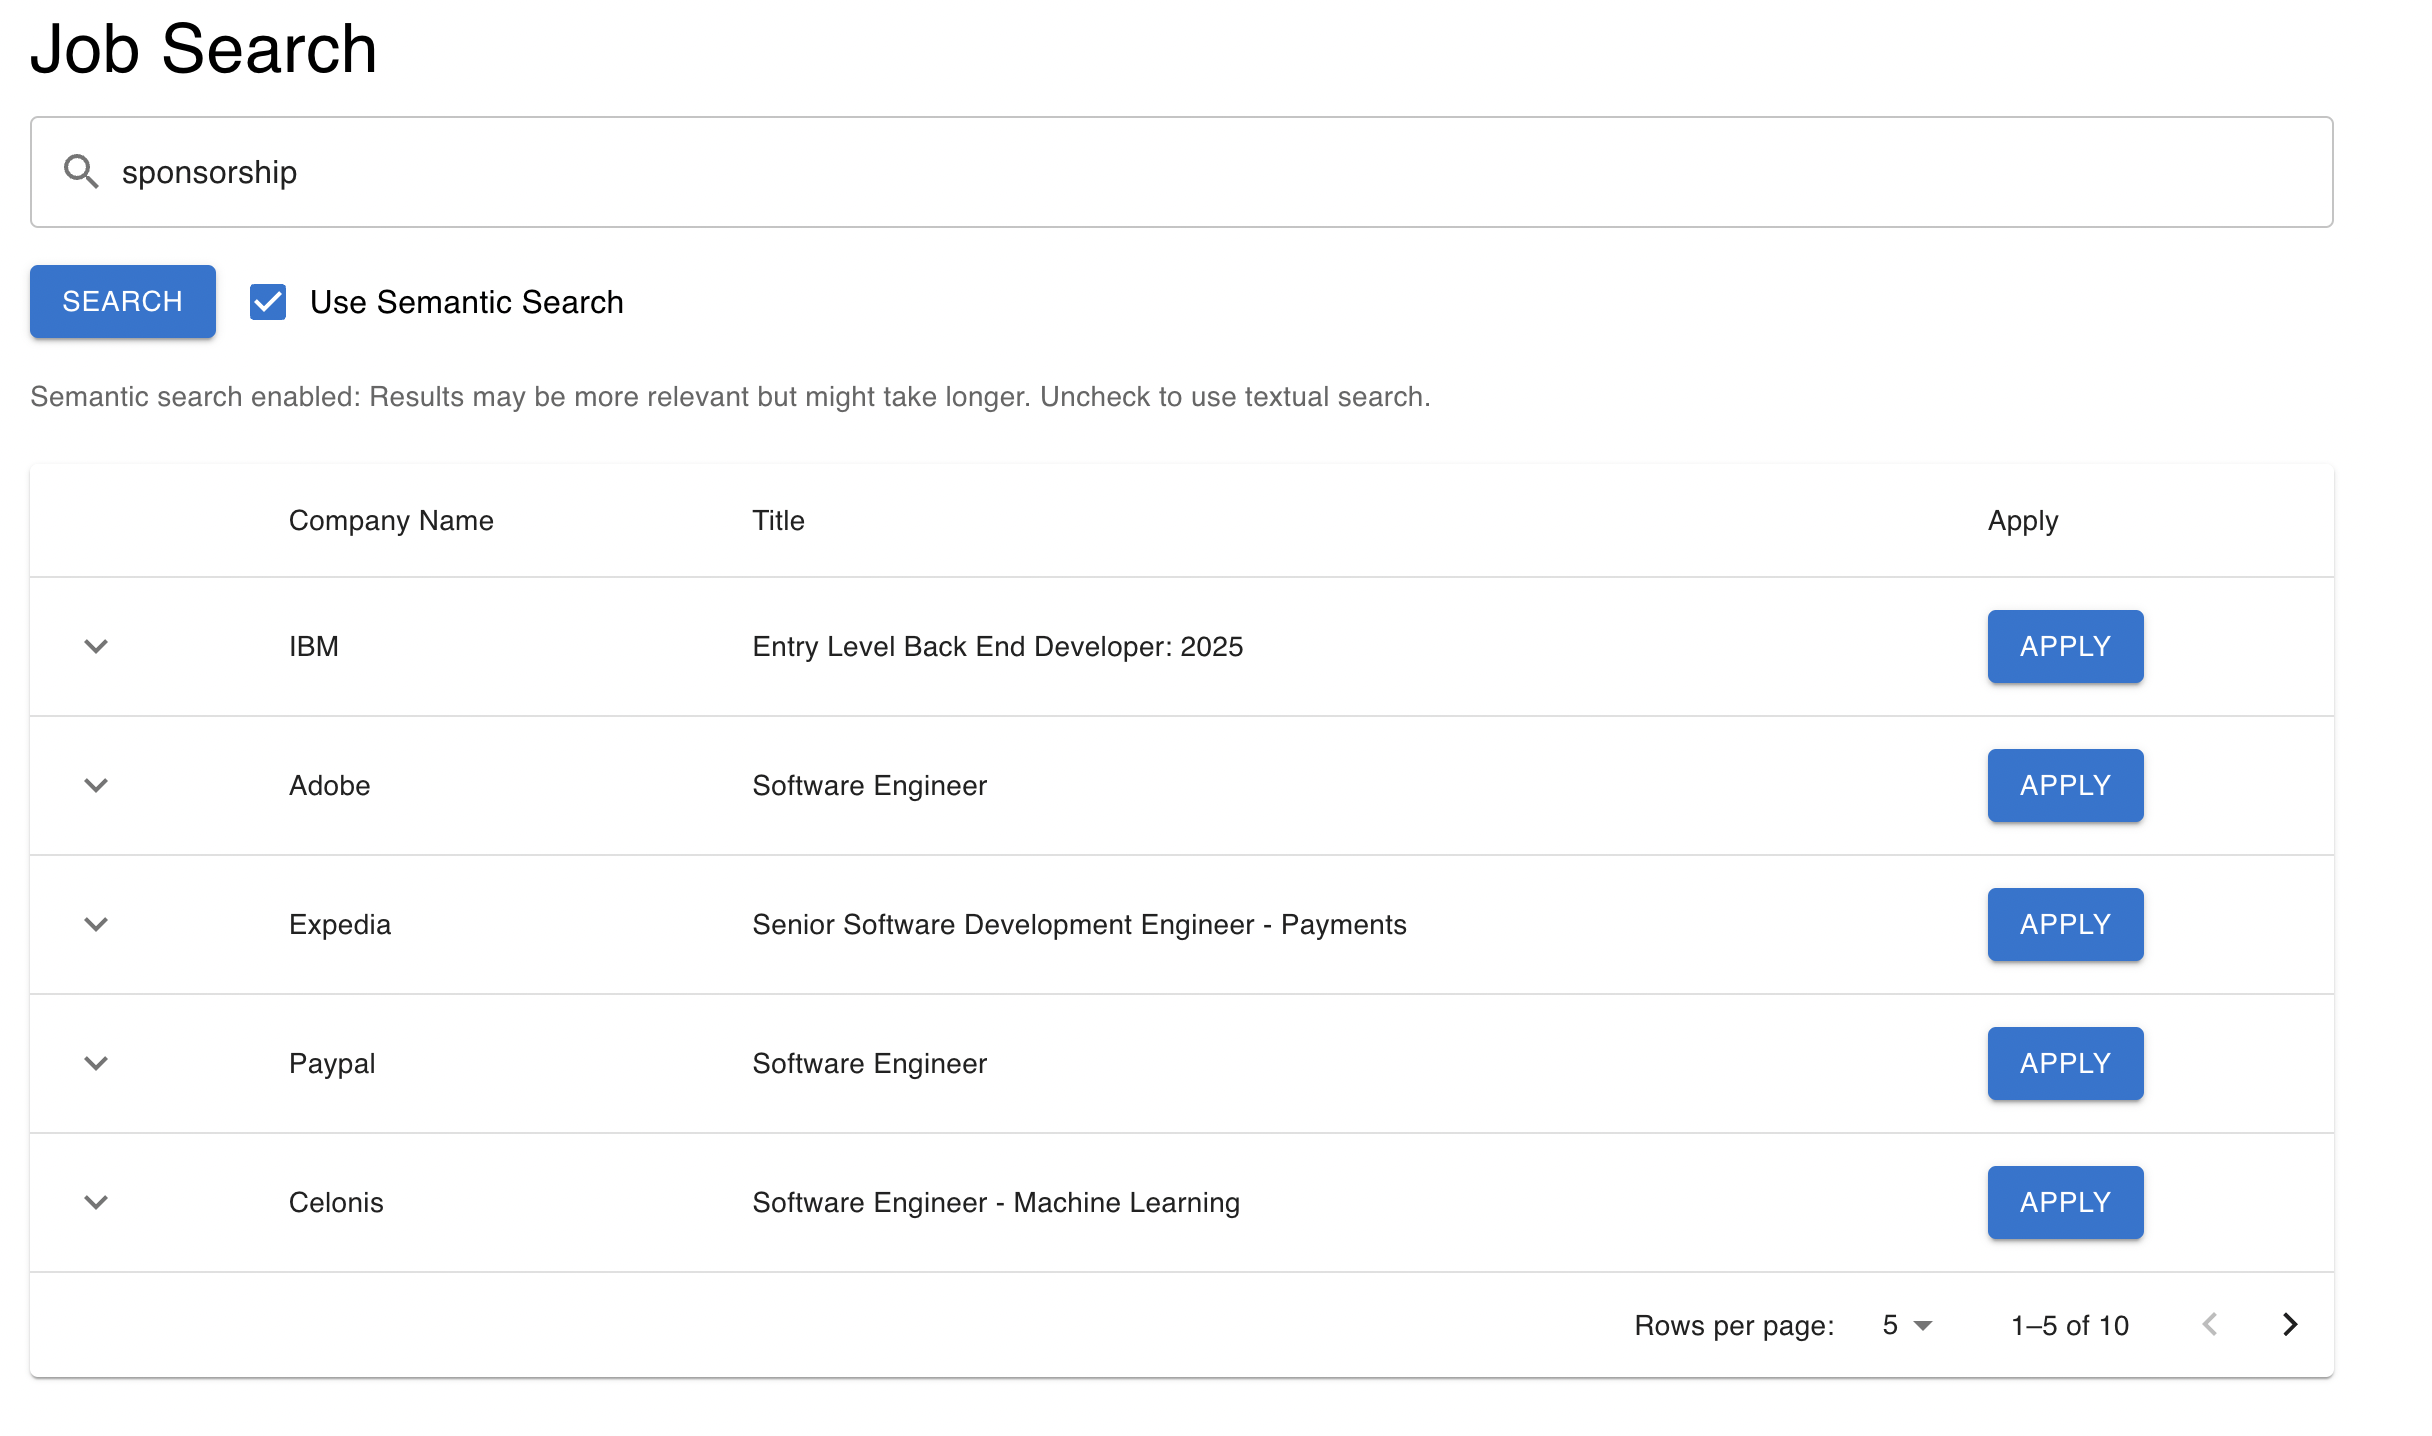 Job Search
sponsorship
SEARCH Use Semantic Search
Semantic search enabled: Results may be more relevant but might take longer. Uncheck to use textual search.
Company Name Title Apply
IBM Entry Level Back End Developer: 2025 APPLY
Adobe Software Engineer APPLY
Expedia Senior Software Development Engineer - Payments APPLY
Paypal Software Engineer APPLY
Celonis Software Engineer - Machine Learning APPLY
Rows per page: 5 1–5 of 10